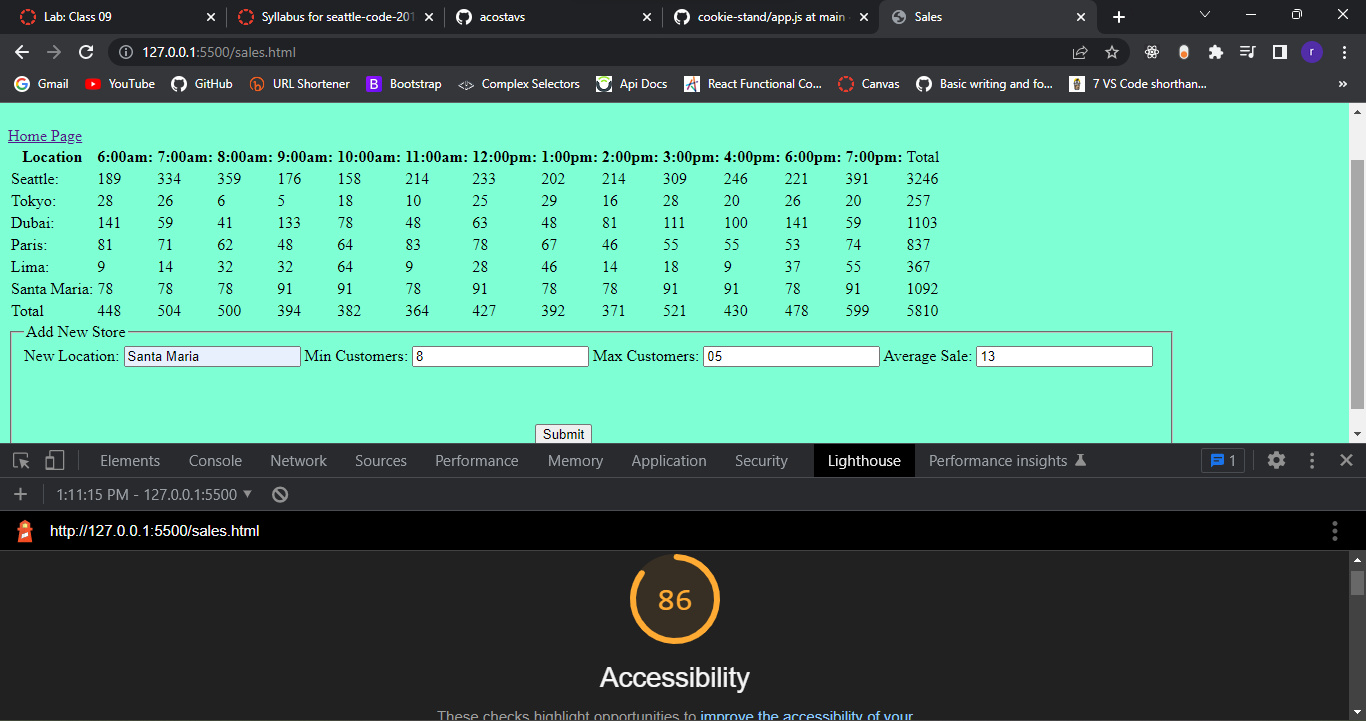 Lab: Class 09
Syllabus for seattle-code-201
acostavs
cookie-stand/app.js at main
Sales
127.0.0.1:5500/sales.html
r
Gmail YouTube GitHub URL Shortener Bootstrap Complex Selectors Api Docs React Functional Co... Canvas Basic writing and fo... 7 VS Code shorthan... »
Home Page
Location 6:00am: 7:00am: 8:00am: 9:00am: 10:00am: 11:00am: 12:00pm: 1:00pm: 2:00pm: 3:00pm: 4:00pm: 6:00pm: 7:00pm: Total
Seattle: 189 334 359 176 158 214 233 202 214 309 246 221 391 3246
Tokyo: 28 26 6 5 18 10 25 29 16 28 20 26 20 257
Dubai: 141 59 41 133 78 48 63 48 81 111 100 141 59 1103
Paris: 81 71 62 48 64 83 78 67 46 55 55 53 74 837
Lima: 9 14 32 32 64 9 28 46 14 18 9 37 55 367
Santa Maria: 78 78 78 91 91 78 91 78 78 91 91 78 91 1092
Total 448 504 500 394 382 364 427 392 371 521 430 478 599 5810
Add New Store
New Location: Santa Maria Min Customers: 8 Max Customers: 05 Average Sale: 13
Submit
Elements Console Network Sources Performance Memory Application Security Lighthouse Performance insights 1
1:11:15 PM - 127.0.0.1:5500
http://127.0.0.1:5500/sales.html
86
Accessibility
These checks highlight opportunities to improve the accessibility of your